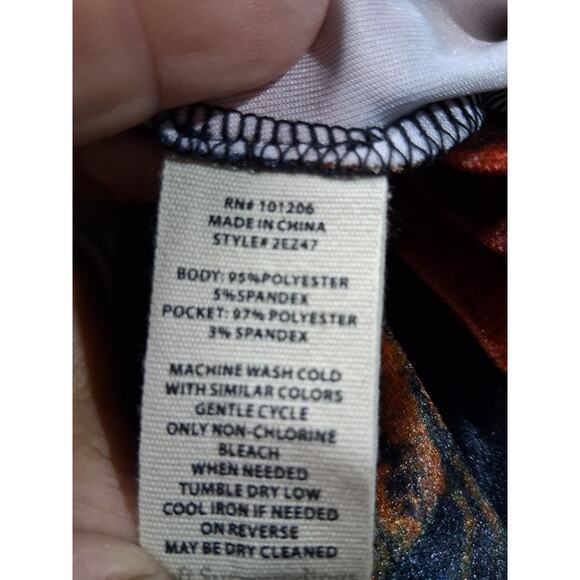 RN# 101206
MADE IN CHINA
STYLE# 2EZ47
BODY: 95%POLYESTER
5%SPANDEX
POCKET: 97% POLYESTER
3% SPANDEX
MACHINE WASH COLD
WITH SIMILAR COLORS
GENTLE CYCLE
ONLY NON-CHLORINE
BLEACH
WHEN NEEDED
TUMBLE DRY LOW
COOL IRON IF NEEDED
ON REVERSE
MAY BE DRY CLEANED